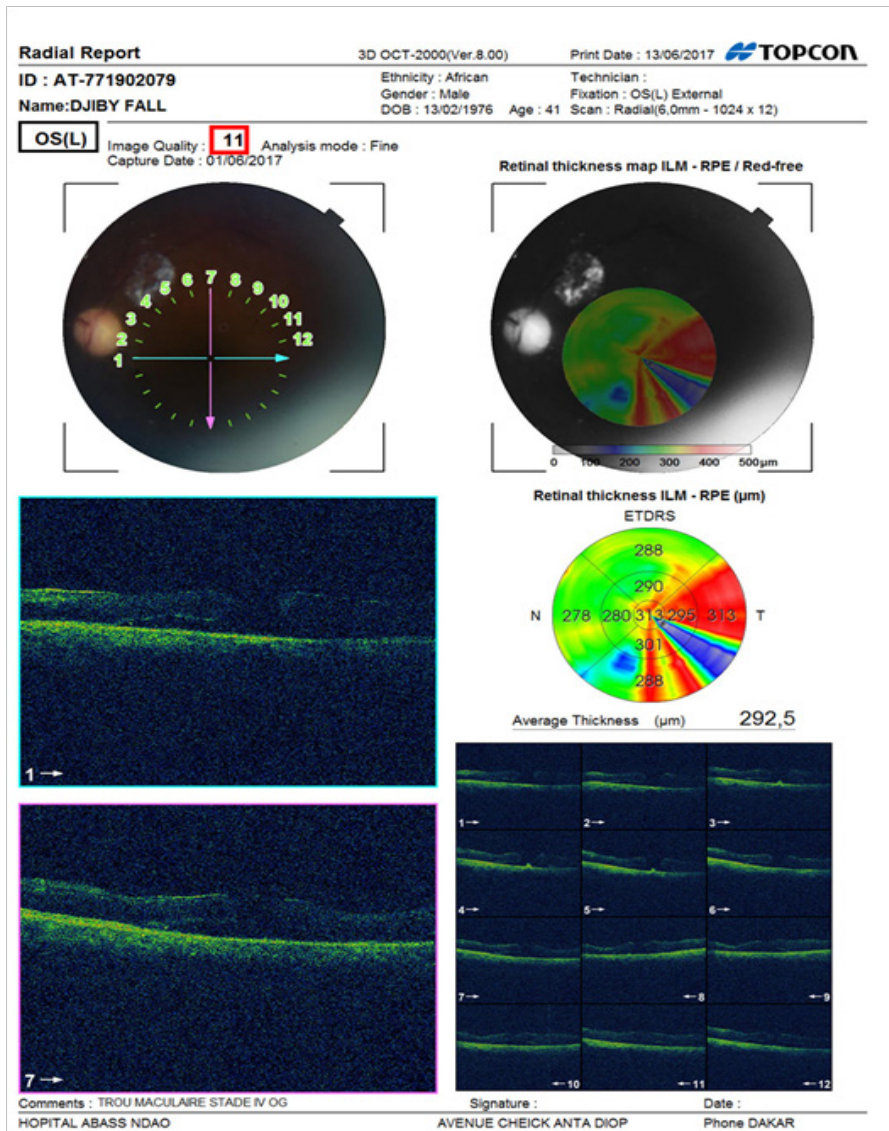 Radial Report 3D OCT-2000(Ver.8.00) Print Date : 13/06/2017 TOPCON
ID : AT-771902079 Ethnicity : African Technician :
Gender : Male Fixation : OS(L) External
Name:DJIBY FALL DOB : 13/02/1976 Age : 41 Scan : Radial(6,0mm - 1024 x 12)
OS(L) Image Quality : 11 Analysis mode : Fine
Capture Date : 01/06/2017
Retinal thickness map ILM - RPE / Red-free
1 2 3 4 5 6 7 8 9 10 11 12
0 100 200 300 400 500µm
Retinal thickness ILM - RPE (µm)
ETDRS
288
290
N 278 280 313 295 313 T
301
288
Average Thickness (µm) 292,5
1
7
1 2 3
4 5 6
7 8 9
10 11 12
Comments : TROU MACULAIRE STADE IV OG Signature : Date :
HOPITAL ABASS NDAO AVENUE CHEICK ANTA DIOP Phone DAKAR